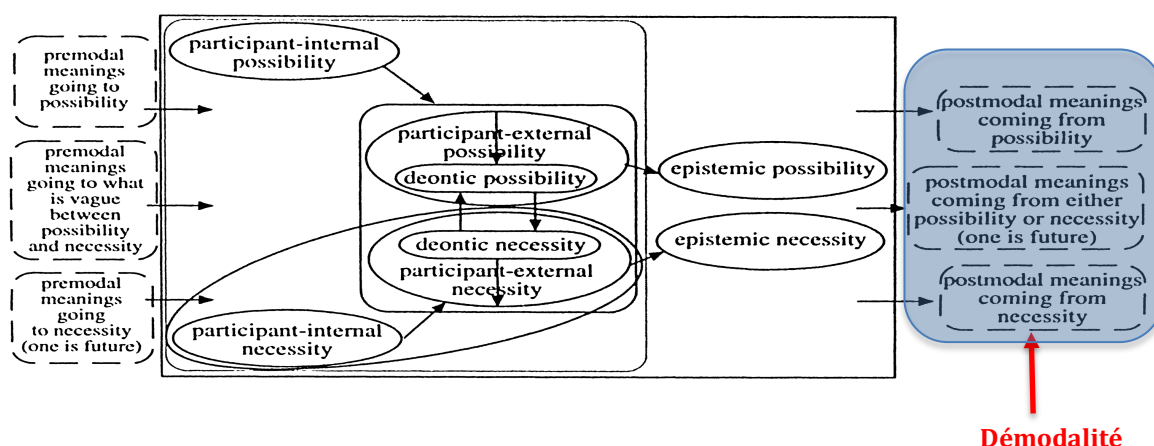 premodal
meanings
going to
possibility
premodal
meanings
going to what
is vague
between
possibility
and necessity
premodal
meanings
going
to necessity
(one is future)
participant-internal
possibility
participant-external
possibility
deontic possibility
deontic necessity
participant-external
necessity
participant-internal
necessity
epistemic possibility
epistemic necessity
postmodal meanings
coming from
possibility
postmodal meanings
coming from either
possibility or necessity
(one is future)
postmodal meanings
coming from
necessity
Démodalité